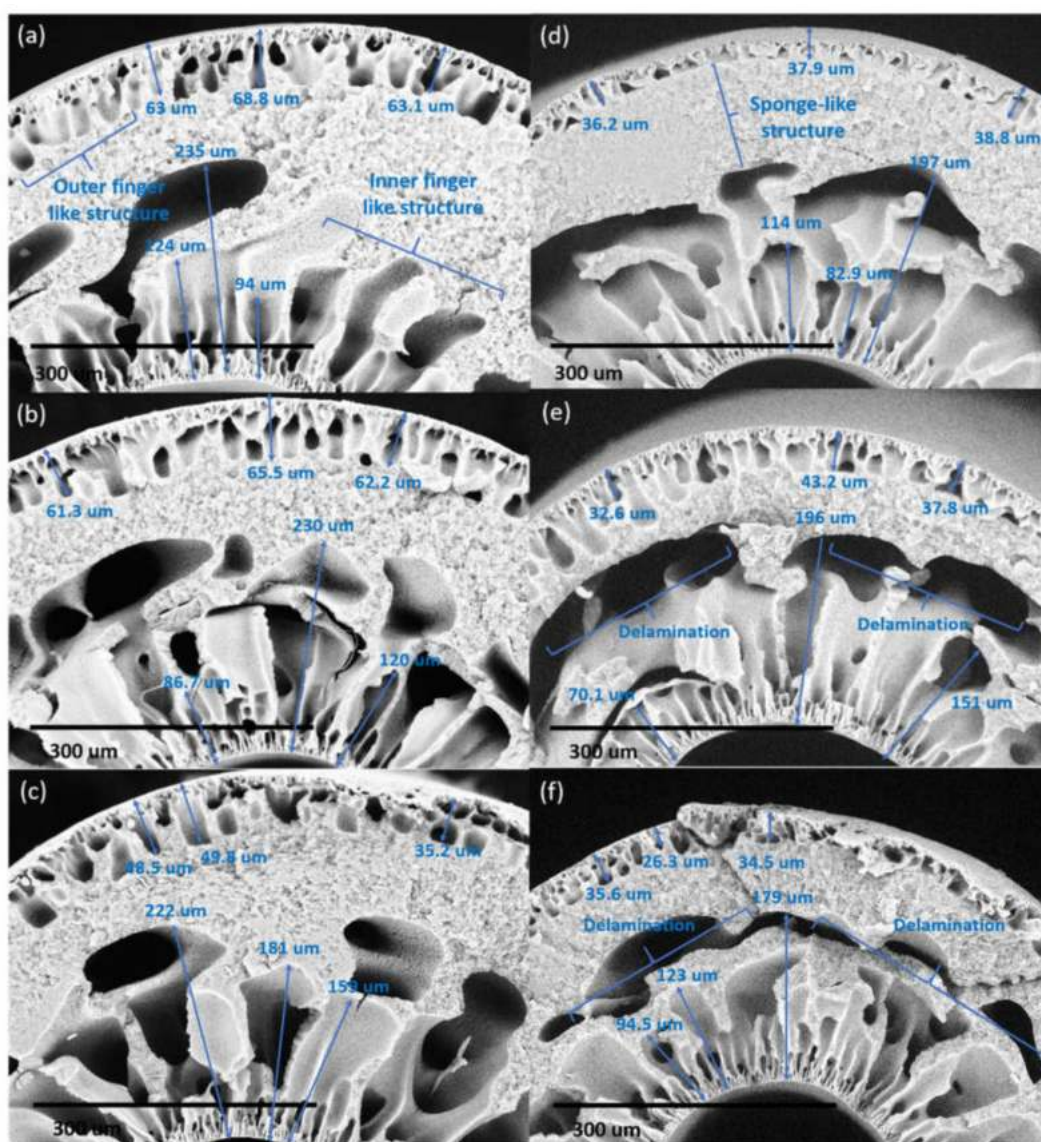 (a)
63 um
68.8 um
63.1 um
235 um
Outer finger
like structure
Inner finger
like structure
224 um
94 um
300 um
(b)
61.3 um
65.5 um
62.2 um
230 um
86.7 um
120 um
300 um
(c)
48.5 um
49.8 um
35.2 um
222 um
181 um
159 um
300 um
(d)
37.9 um
36.2 um
Sponge-like
structure
38.8 um
197 um
114 um
82.9 um
300 um
(e)
32.6 um
43.2 um
37.8 um
196 um
Delamination
Delamination
70.1 um
151 um
300 um
(f)
26.3 um
34.5 um
35.6 um
179 um
Delamination
Delamination
123 um
94.5 um
300 um